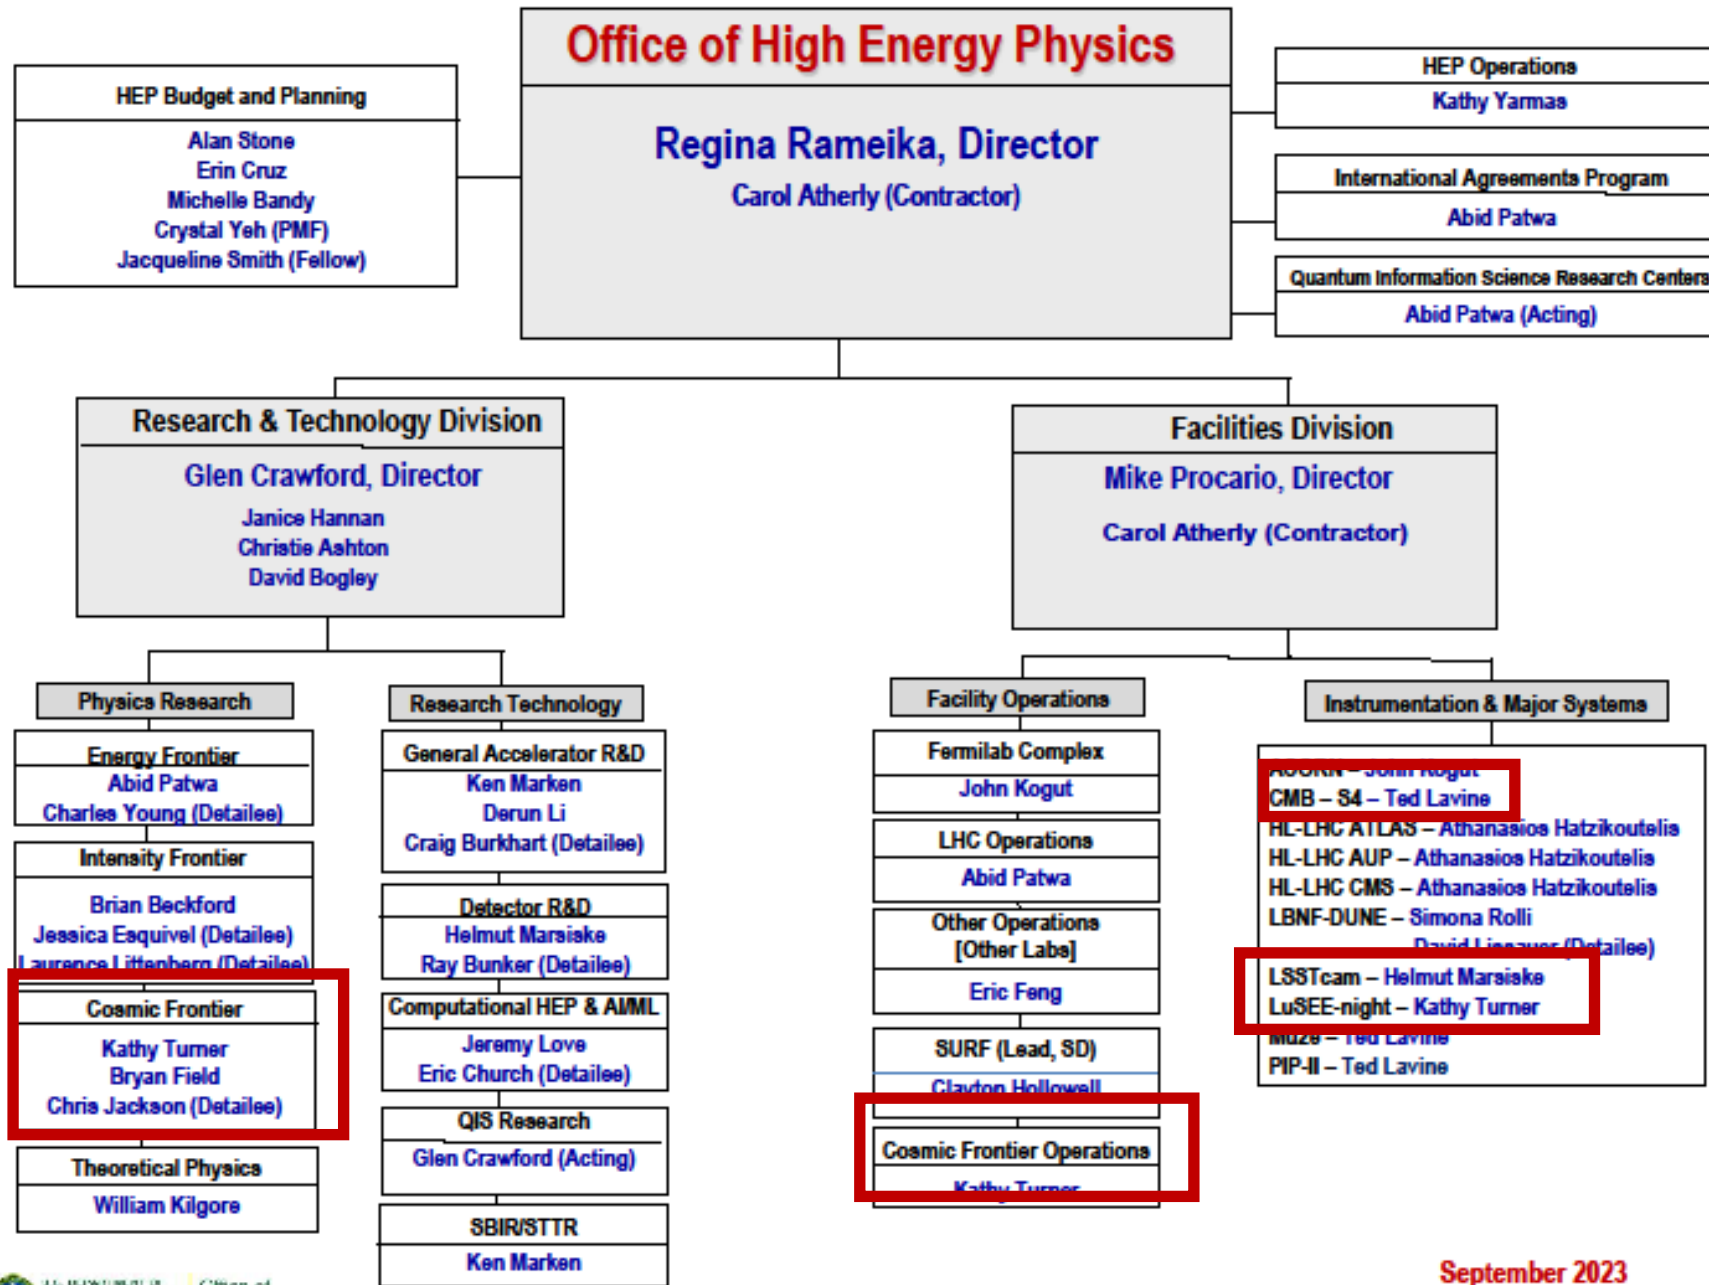 Office of High Energy Physics
Regina Rameika, Director
Carol Atherly (Contractor)
HEP Budget and Planning
Alan Stone
Erin Cruz
Michelle Bandy
Crystal Yeh (PMF)
Jacqueline Smith (Fellow)
HEP Operations
Kathy Yarmas
International Agreements Program
Abid Patwa
Quantum Information Science Research Centers
Abid Patwa (Acting)
Research & Technology Division
Glen Crawford, Director
Janice Hannan
Christie Ashton
David Bogley
Facilities Division
Mike Procario, Director
Carol Atherly (Contractor)
Physics Research
Energy Frontier
Abid Patwa
Charles Young (Detailee)
Intensity Frontier
Brian Beckford
Jessica Esquivel (Detailee)
Laurence Littenberg (Detailee)
Cosmic Frontier
Kathy Turner
Bryan Field
Chris Jackson (Detailee)
Theoretical Physics
William Kilgore
Research Technology
General Accelerator R&D
Ken Marken
Derun Li
Craig Burkhart (Detailee)
Detector R&D
Helmut Marsiske
Ray Bunker (Detailee)
Computational HEP & AI/ML
Jeremy Love
Eric Church (Detailee)
QIS Research
Glen Crawford (Acting)
SBIR/STTR
Ken Marken
Facility Operations
Fermilab Complex
John Kogut
LHC Operations
Abid Patwa
Other Operations
[Other Labs]
Eric Feng
SURF (Lead, SD)
Clayton Hollowell
Cosmic Frontier Operations
Kathy Turner
Instrumentation & Major Systems
ACORN – John Kogut
CMB – S4 – Ted Lavine
HL-LHC ATLAS – Athanasios Hatzikoutelis
HL-LHC AUP – Athanasios Hatzikoutelis
HL-LHC CMS – Athanasios Hatzikoutelis
LBNF-DUNE – Simona Rolli
David Lissauer (Detailee)
LSSTcam – Helmut Marsiske
LuSEE-night – Kathy Turner
Mu2e – Ted Lavine
PIP-II – Ted Lavine
September 2023